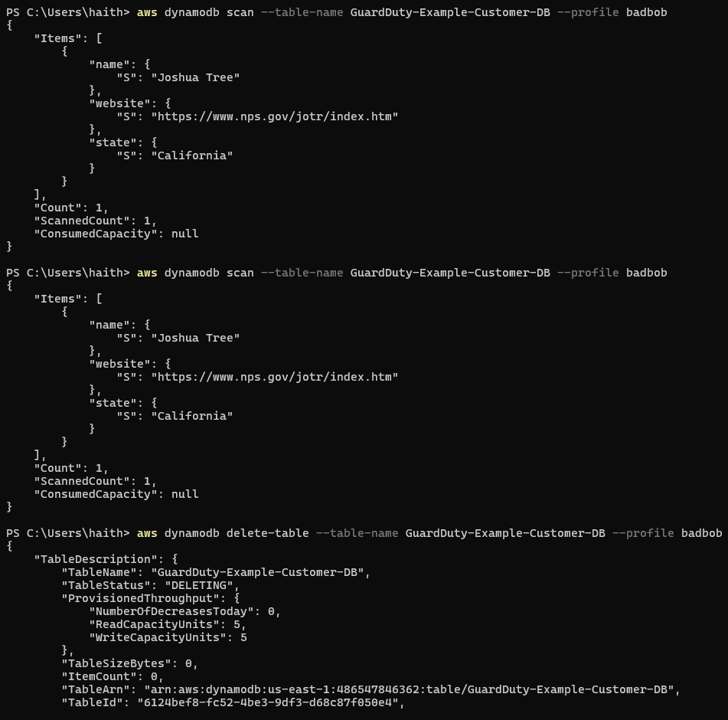 PS C:\Users\haith> aws dynamodb scan --table-name GuardDuty-Example-Customer-DB --profile badbob
{
    "Items": [
        {
            "name": {
                "S": "Joshua Tree"
            },
            "website": {
                "S": "https://www.nps.gov/jotr/index.htm"
            },
            "state": {
                "S": "California"
            }
        }
    ],
    "Count": 1,
    "ScannedCount": 1,
    "ConsumedCapacity": null
}
PS C:\Users\haith> aws dynamodb scan --table-name GuardDuty-Example-Customer-DB --profile badbob
{
    "Items": [
        {
            "name": {
                "S": "Joshua Tree"
            },
            "website": {
                "S": "https://www.nps.gov/jotr/index.htm"
            },
            "state": {
                "S": "California"
            }
        }
    ],
    "Count": 1,
    "ScannedCount": 1,
    "ConsumedCapacity": null
}
PS C:\Users\haith> aws dynamodb delete-table --table-name GuardDuty-Example-Customer-DB --profile badbob
{
    "TableDescription": {
        "TableName": "GuardDuty-Example-Customer-DB",
        "TableStatus": "DELETING",
        "ProvisionedThroughput": {
            "NumberOfDecreasesToday": 0,
            "ReadCapacityUnits": 5,
            "WriteCapacityUnits": 5
        },
        "TableSizeBytes": 0,
        "ItemCount": 0,
        "TableArn": "arn:aws:dynamodb:us-east-1:486547846362:table/GuardDuty-Example-Customer-DB",
        "TableId": "6124bef8-fc52-4be3-9df3-d68c87f050e4",